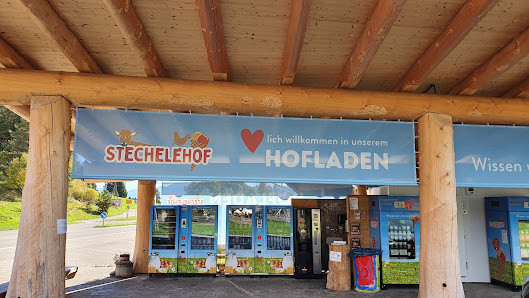 STECHELEHOF
lich willkommen in unserem
HOFLADEN
Wissen w
EIS